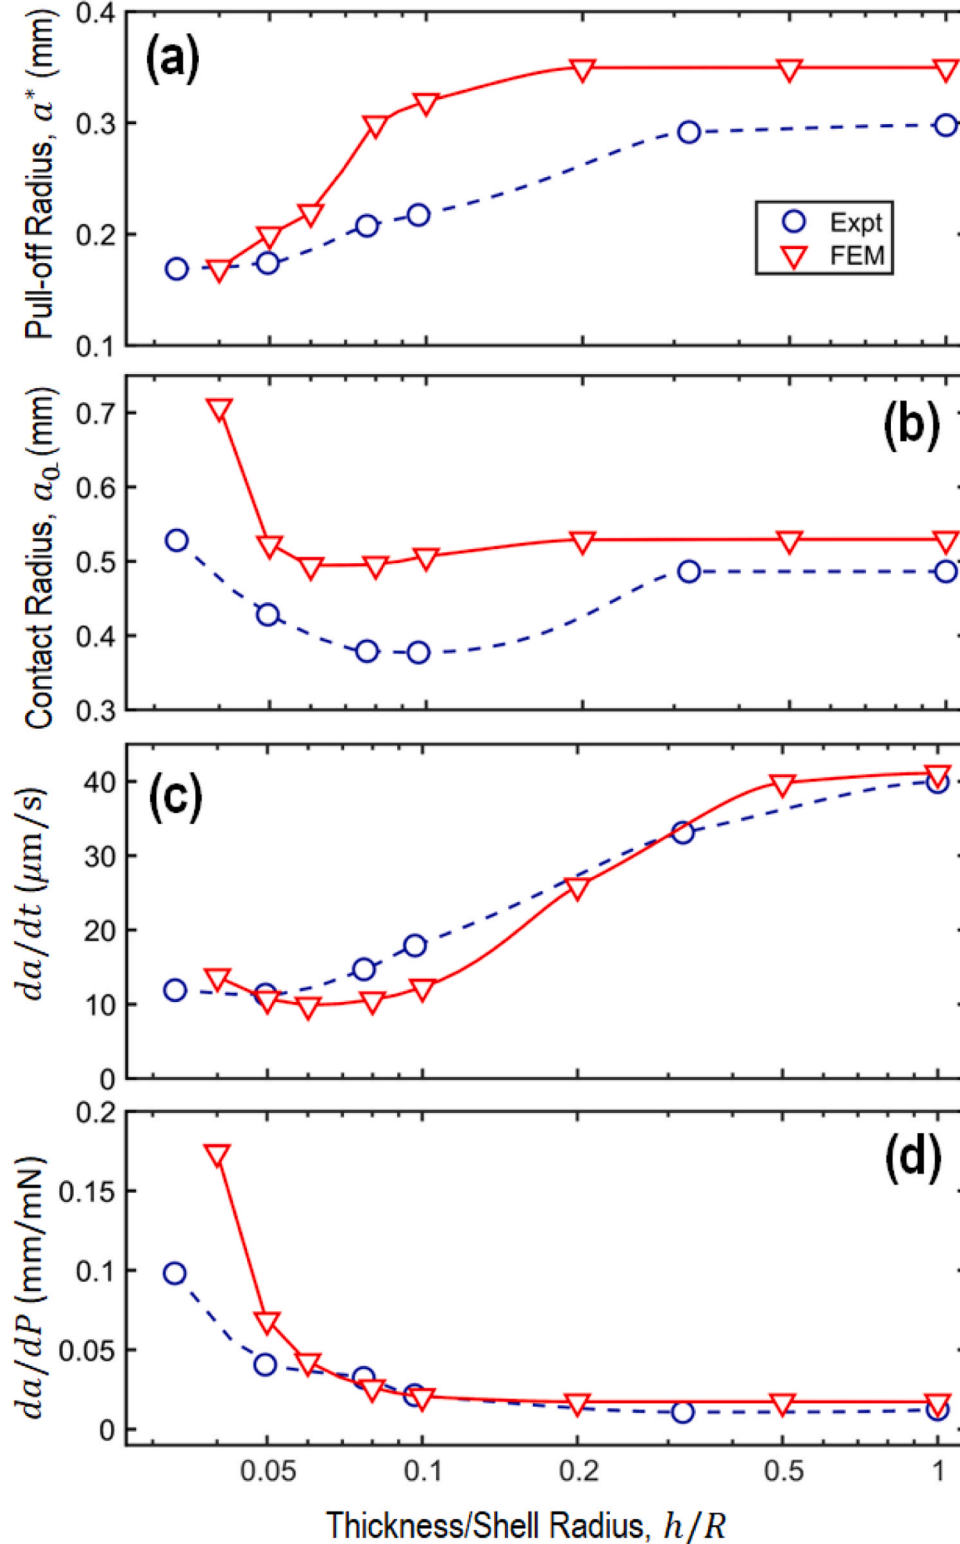 0.4
(a)
0.3
0.2
0.1
Pull-off Radius, a* (mm)
Expt
FEM
(b)
0.7
0.6
0.5
0.4
0.3
Contact Radius, a₀ (mm)
(c)
40
30
20
10
0
da/dt (μm/s)
0.2
(d)
0.15
0.1
0.05
0
da/dP (mm/mN)
0.05 0.1 0.2 0.5 1
Thickness/Shell Radius, h/R